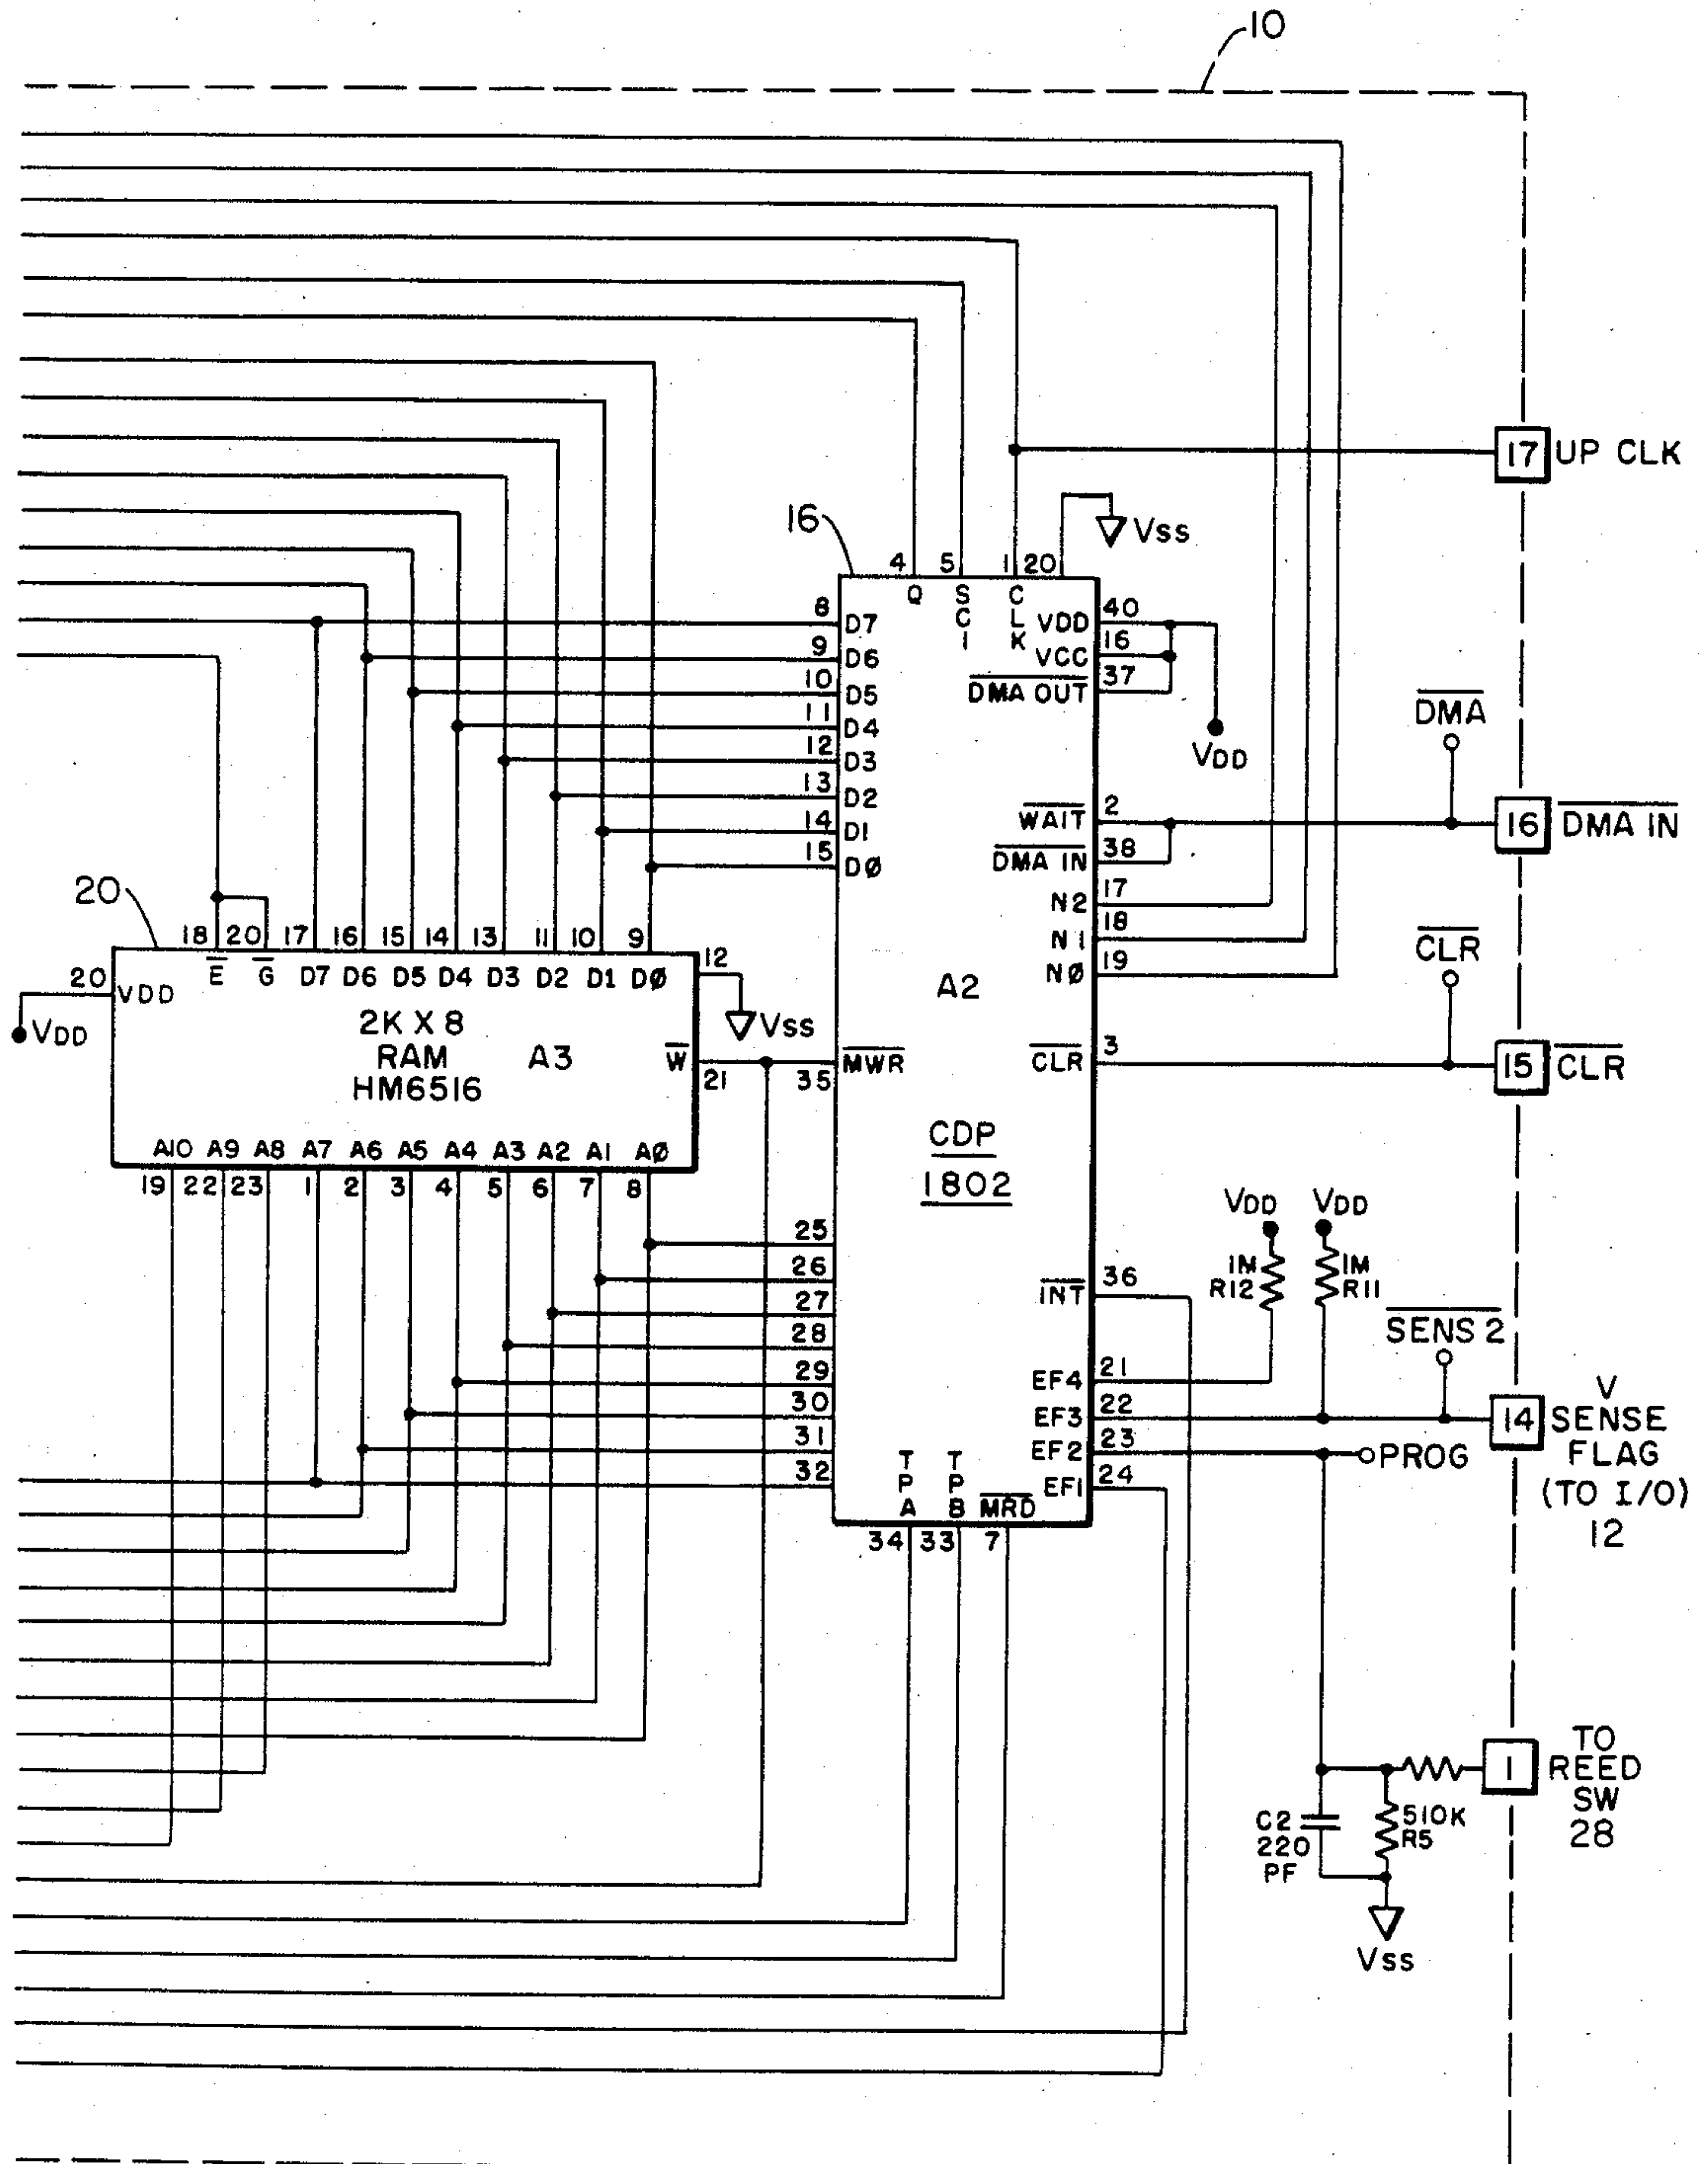 10
17 UP CLK
16
VSS
4 5 1 20
Q
SCI
CLK
8 D7
9 D6
10 D5
11 D4
12 D3
13 D2
14 D1
15 DØ
VDD 40
VCC 16
DMA OUT 37
VDD
DMA
WAIT 2
16 DMA IN
DMA IN 38
N2 17
N1 18
NØ 19
CLR
20
18 20 17 16 15 14 13 11 10 9
12
20 VDD
E G D7 D6 D5 D4 D3 D2 D1 DØ
VDD
VSS
2K X 8
RAM A3
HM6516
W
21
35
MWR
A2
CLR 3
15 CLR
CDP
1802
A10 A9 A8 A7 A6 A5 A4 A3 A2 A1 AØ
19 22 23 1 2 3 4 5 6 7 8
25
26
27
28
29
30
31
32
VDD VDD
1M
R12
1M
R11
INT 36
SENS 2
EF4 21
EF3 22
EF2 23
EF1 24
PROG
14
V
SENSE
FLAG
(TO I/O)
12
TPA
TPB
MRD
34 33 7
1
TO
REED
SW
28
C2
220
PF
510K
R5
VSS